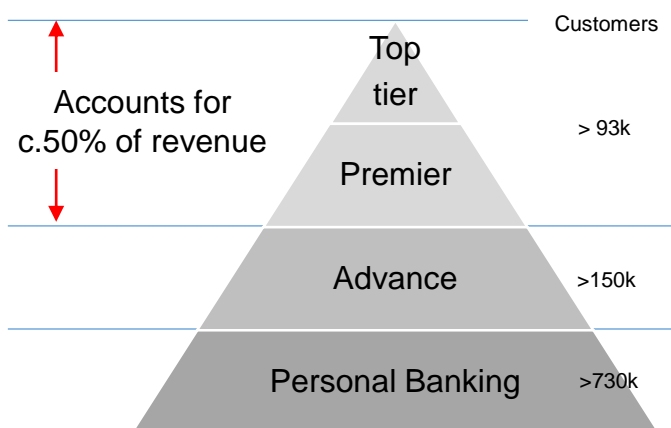 Customers
Top
tier
Accounts for
c.50% of revenue
> 93k
Premier
Advance
>150k
Personal Banking
>730k